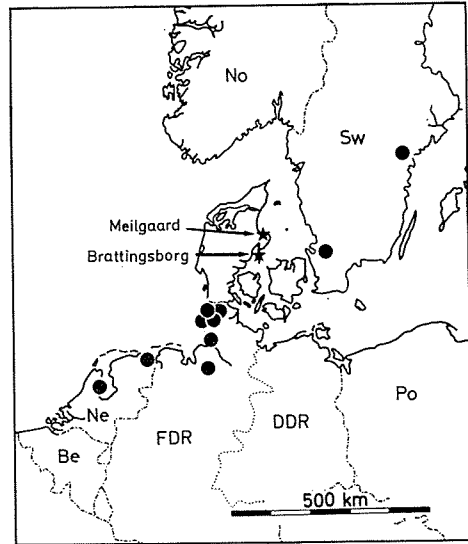 No
Sw
Meilgaard
Brattingsborg
Ne
Be
FDR
DDR
Po
500 km